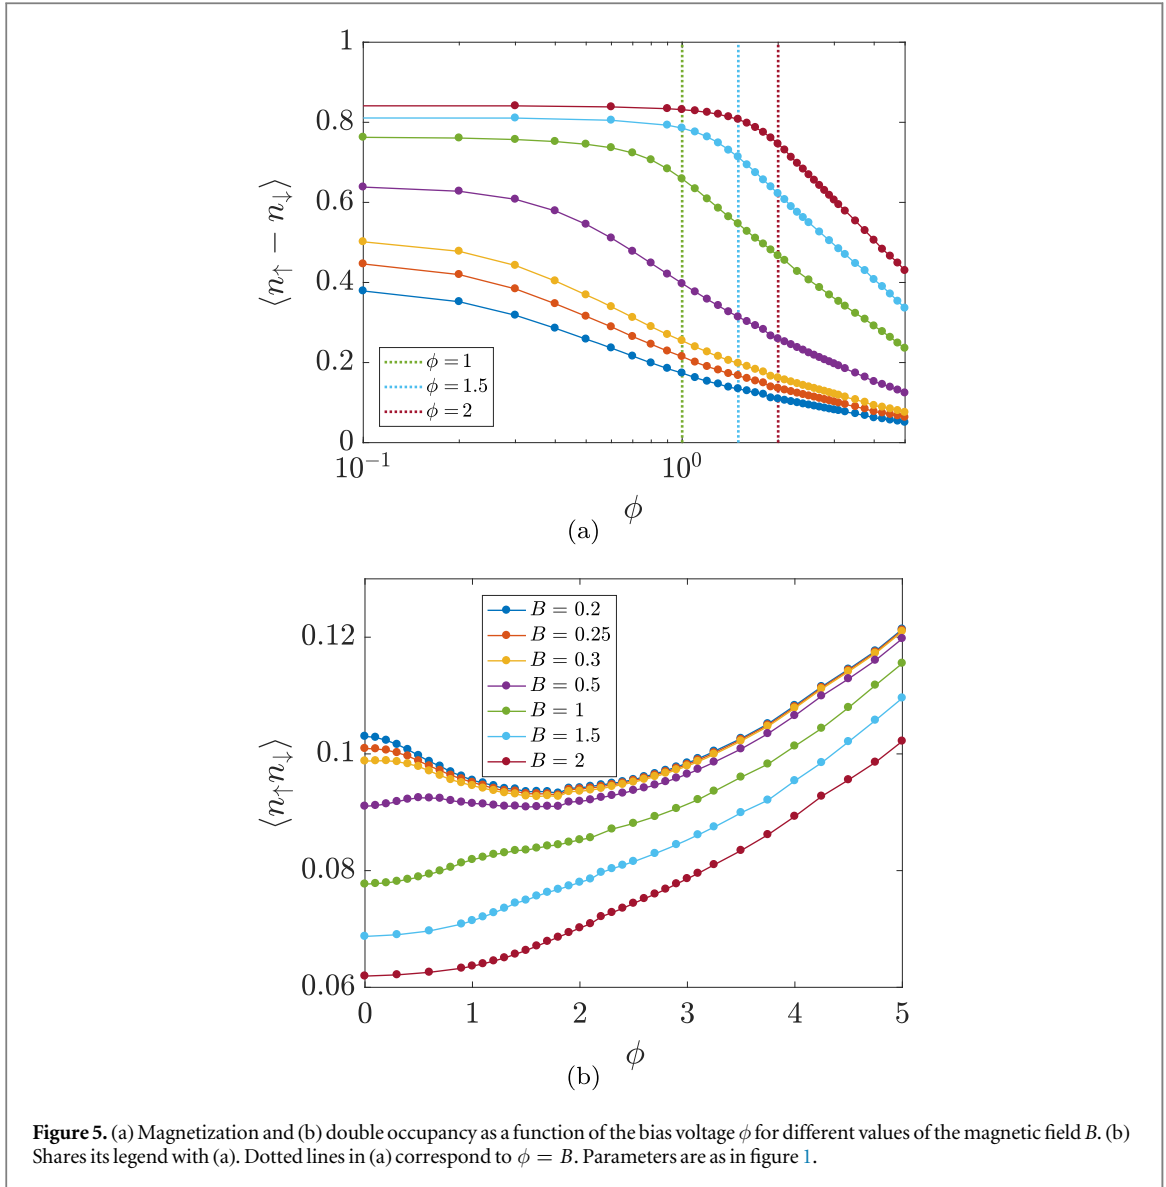 1
0.8
0.6
0.4
0.2
0
⟨n↑ − n↓⟩
ϕ = 1
ϕ = 1.5
ϕ = 2
10⁻¹
10⁰
ϕ
(a)
0.12
0.1
0.08
0.06
⟨n↑n↓⟩
B = 0.2
B = 0.25
B = 0.3
B = 0.5
B = 1
B = 1.5
B = 2
0 1 2 3 4 5
ϕ
(b)
Figure 5. (a) Magnetization and (b) double occupancy as a function of the bias voltage ϕ for different values of the magnetic field B. (b)
Shares its legend with (a). Dotted lines in (a) correspond to ϕ = B. Parameters are as in figure 1.